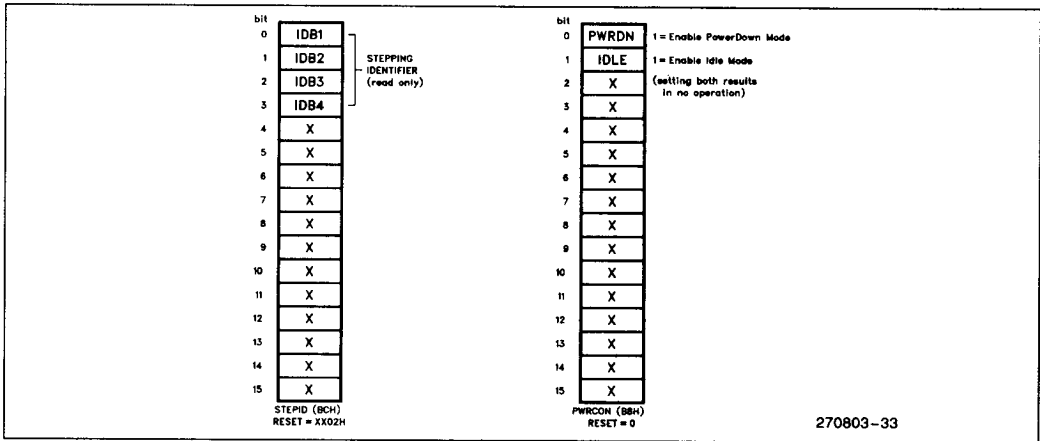 bit
0 IDB1
1 IDB2
2 IDB3
3 IDB4
4 X
5 X
6 X
7 X
8 X
9 X
10 X
11 X
12 X
13 X
14 X
15 X
STEPPING
IDENTIFIER
(read only)
STEPID (BCH)
RESET = XX02H
bit
0 PWRDN 1 = Enable PowerDown Mode
1 IDLE 1 = Enable Idle Mode
2 X (setting both results
in no operation)
3 X
4 X
5 X
6 X
7 X
8 X
9 X
10 X
11 X
12 X
13 X
14 X
15 X
PWRCON (B8H)
RESET = 0
270803-33